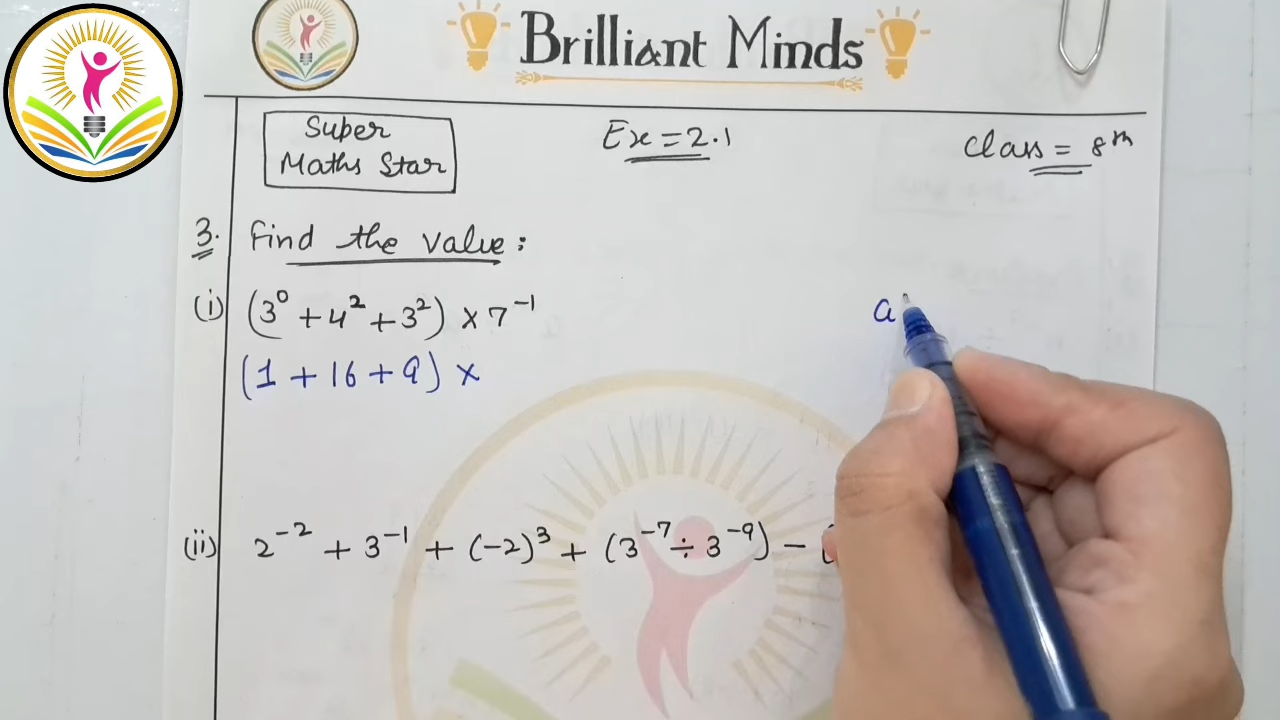 Brilliant Minds
Super
Maths Star
Ex = 2.1
Class = 8th
3. Find the value:
(i) (3⁰ + 4² + 3²) × 7⁻¹
a
(1 + 16 + 9) ×
(ii) 2⁻² + 3⁻¹ + (-2)³ + (3⁻⁷ ÷ 3⁻⁹) - (